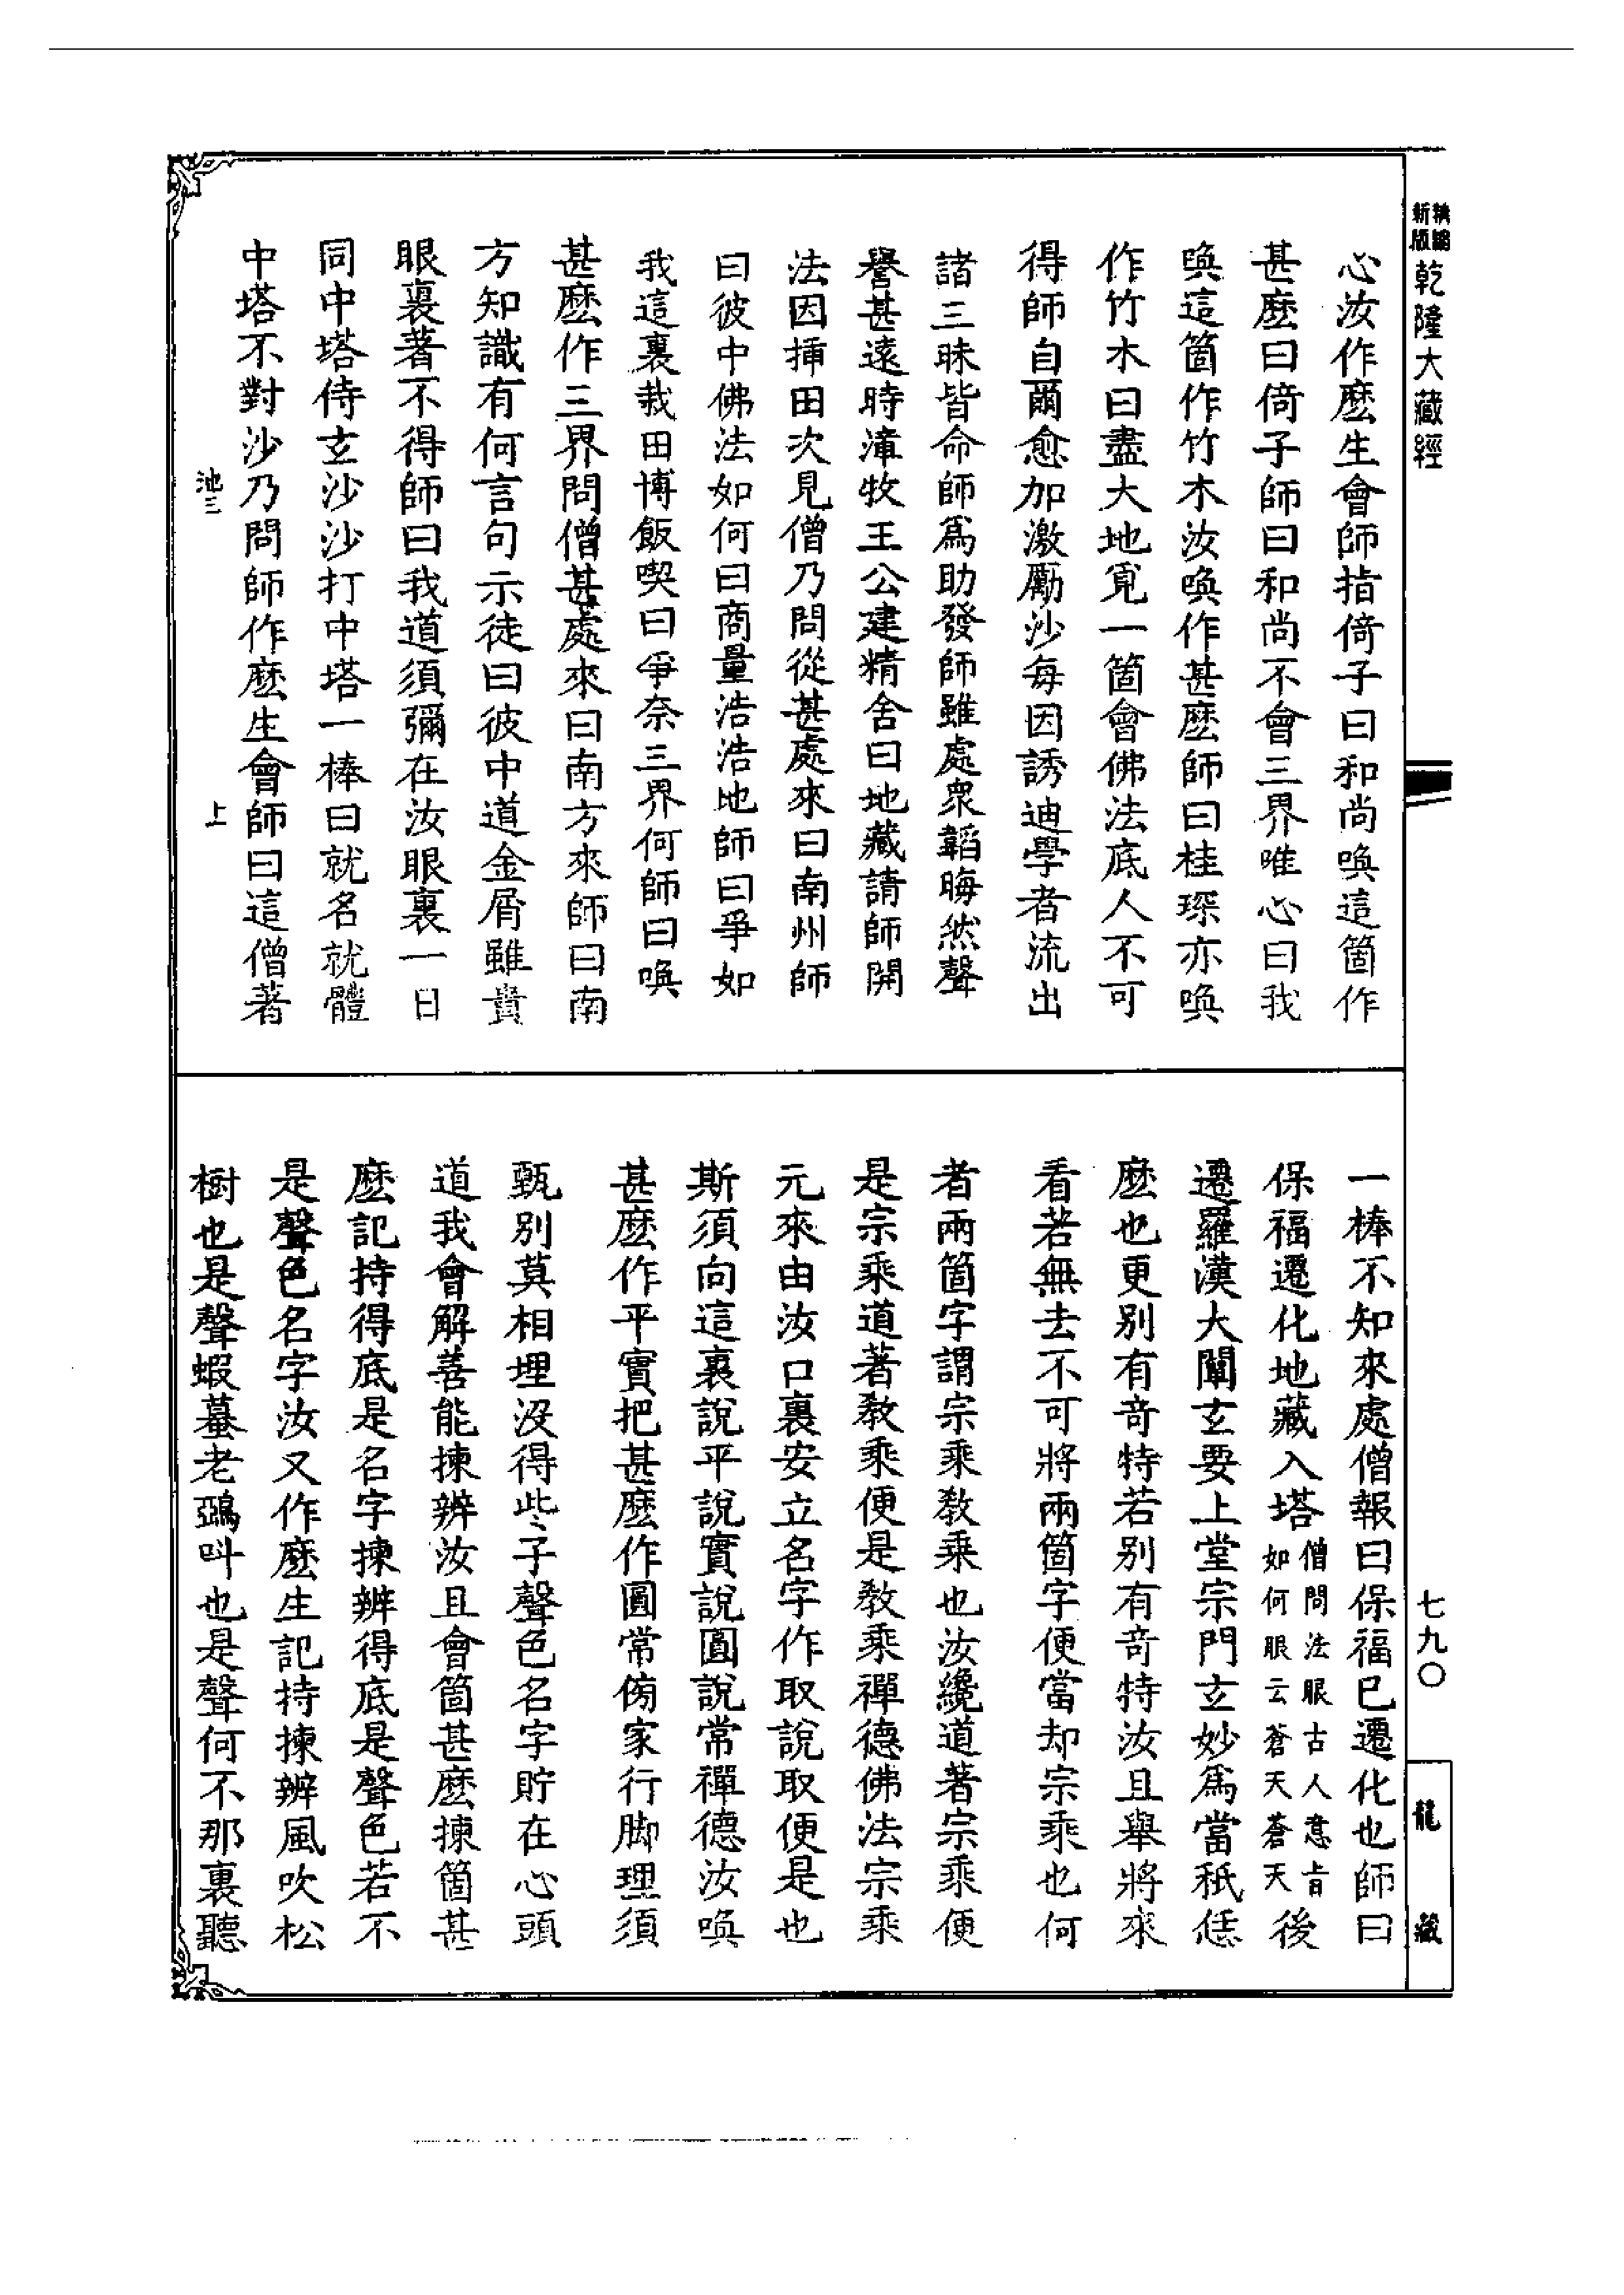 新版精編乾隆大藏經
心汝作麽生會師指倚子曰和尚喚這箇作
甚麽曰倚子師曰和尚不會三界唯心曰我
喚這箇作竹木汝喚作甚麽師曰桂琛亦喚
作竹木曰盡大地覓一箇會佛法底人不可
得師自爾愈加激勵沙每因誘迪學者流出
諸三昧皆命師爲助發師雖處衆韜晦然聲
譽甚遠時漳牧王公建精舍曰地藏請師開
法因插田次見僧乃問從甚處來曰南州師
曰彼中佛法如何曰商量浩浩地師曰爭如
我這裏栽田博飯喫曰爭奈三界何師曰喚
甚麽作三界問僧甚處來曰南方來師曰南
方知識有何言句示徒曰彼中道金屑雖貴
眼裏著不得師曰我道須彌在汝眼裏一日
同中塔侍玄沙沙打中塔一棒曰就名就體
中塔不對沙乃問師作麽生會師曰這僧著
池三
上
一棒不知來處僧報曰保福已遷化也師曰
保福遷化地藏入塔僧問法眼古人意旨如何眼云蒼天蒼天後
遷羅漢大闡玄要上堂宗門玄妙爲當秖恁
麽也更别有奇特若别有奇特汝且舉將來
看若無去不可將兩箇字便當却宗乘也何
者兩箇字謂宗乘敎乘也汝纔道著宗乘便
是宗乘道著敎乘便是敎乘禪德佛法宗乘
元來由汝口裏安立名字作取說取便是也
斯須向這裏說平說實說圓說常禪德汝喚
甚麽作平實把甚麽作圓常傍家行脚理須
甄别莫相埋没得些子聲色名字貯在心頭
道我會解善能揀辨汝且會箇甚麽揀箇甚
麽記持得底是名字揀辨得底是聲色若不
是聲色名字汝又作麽生記持揀辨風吹松
樹也是聲蝦蟇老鵶叫也是聲何不那裏聽
七九〇
龍藏